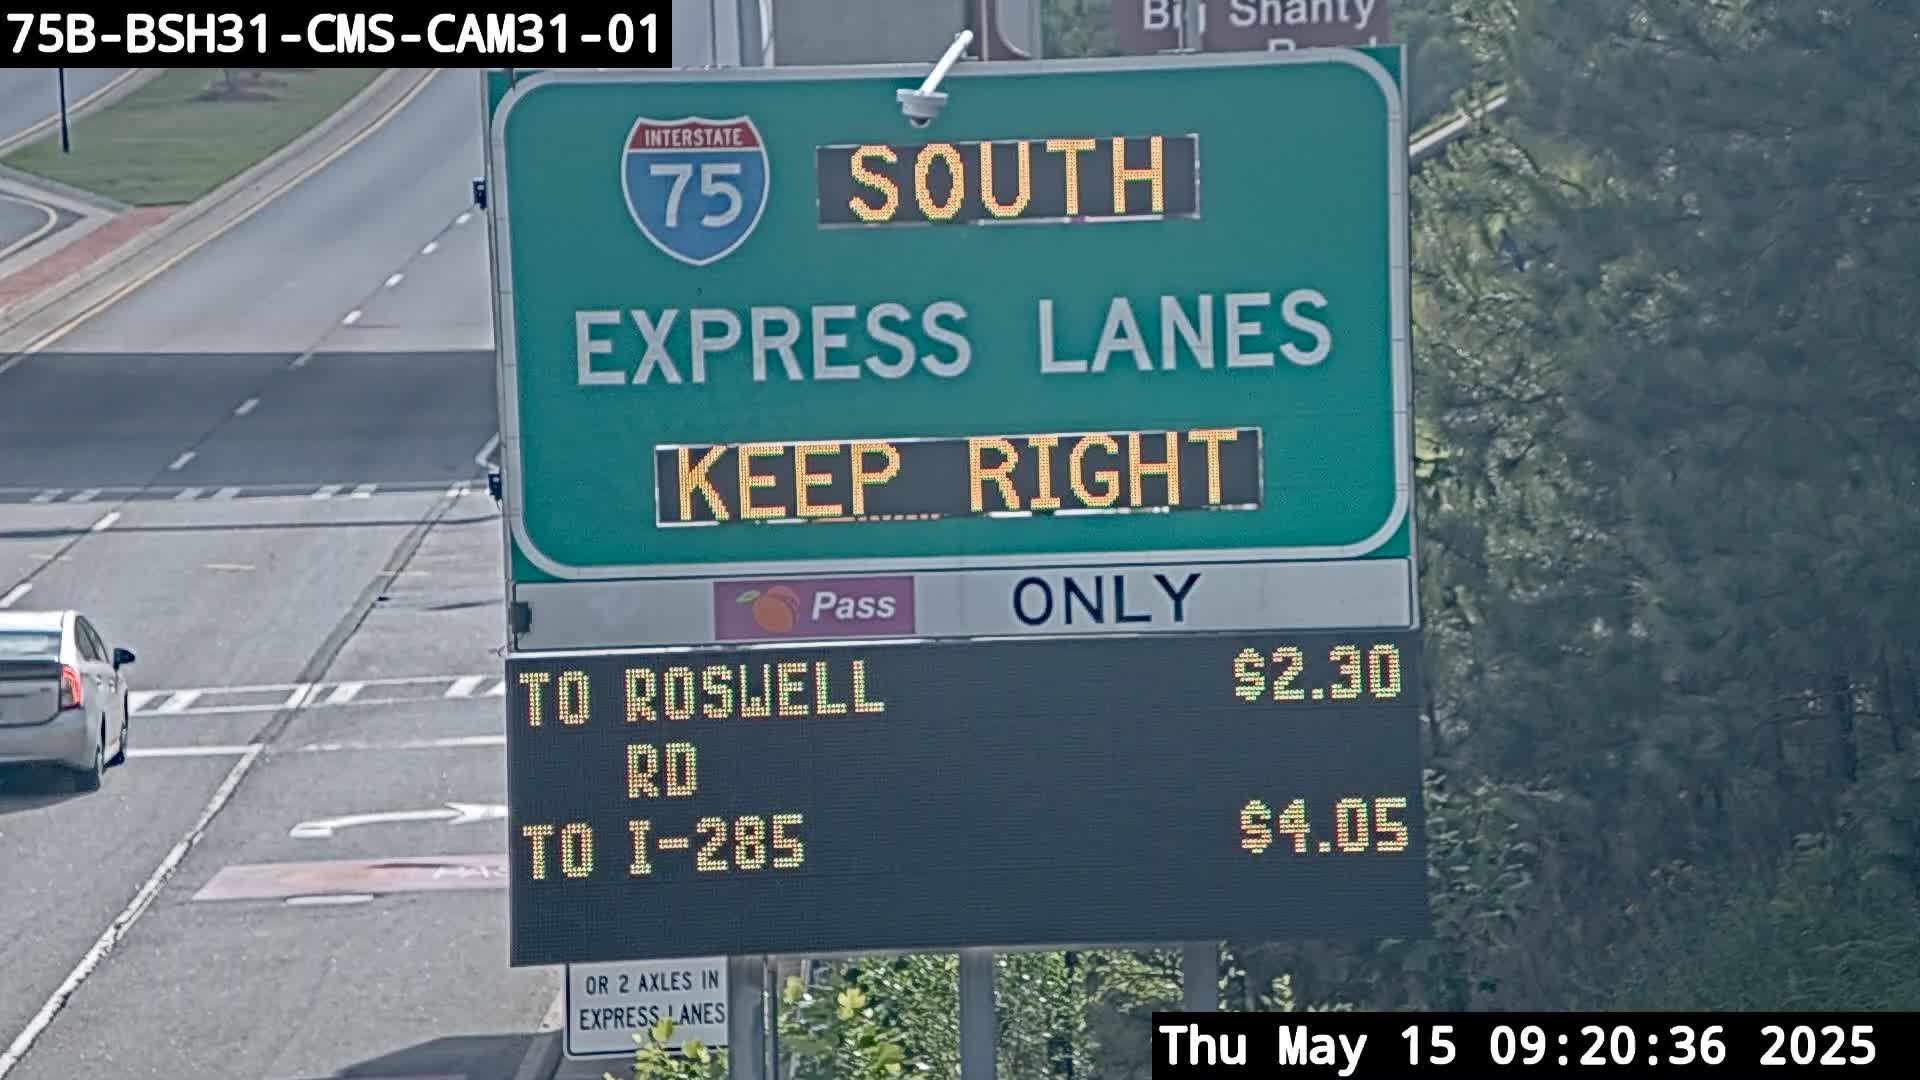 75B-BSH31-CMS-CAM31-01
Big Shanty
INTERSTATE
75
SOUTH
EXPRESS LANES
KEEP RIGHT
Pass
ONLY
TO ROSWELL $2.30
RD
TO I-285 $4.05
OR 2 AXLES IN
EXPRESS LANES
Thu May 15 09:20:36 2025